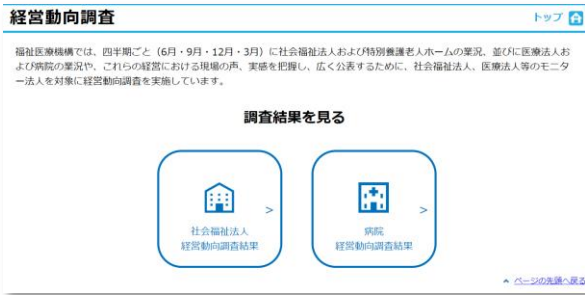 経営動向調査
トップ
福祉医療機構では、四半期ごと（6月・9月・12月・3月）に社会福祉法人および特別養護老人ホームの業況、並びに医療法人お
よび病院の業況や、これらの経営における現場の声、実感を把握し、広く公表するために、社会福祉法人、医療法人等のモニタ
ー法人を対象に経営動向調査を実施しています。
調査結果を見る
社会福祉法人
経営動向調査結果
>
病院
経営動向調査結果
>
ページの先頭へ戻る